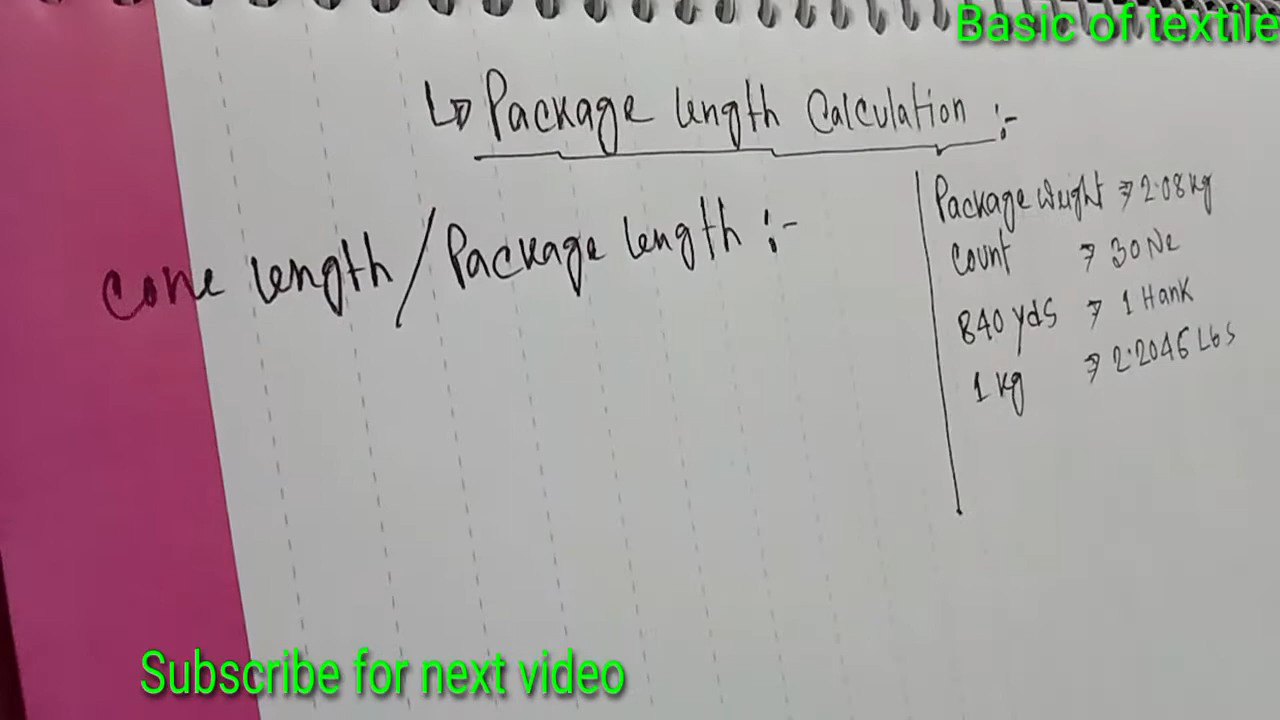 Basic of textile
Package length Calculation :-
Cone length / Package length :-
Package weight → 2.08 kg
Count → 30 Ne
840 yds → 1 Hank
1 kg → 2.2046 Lbs
Subscribe for next video